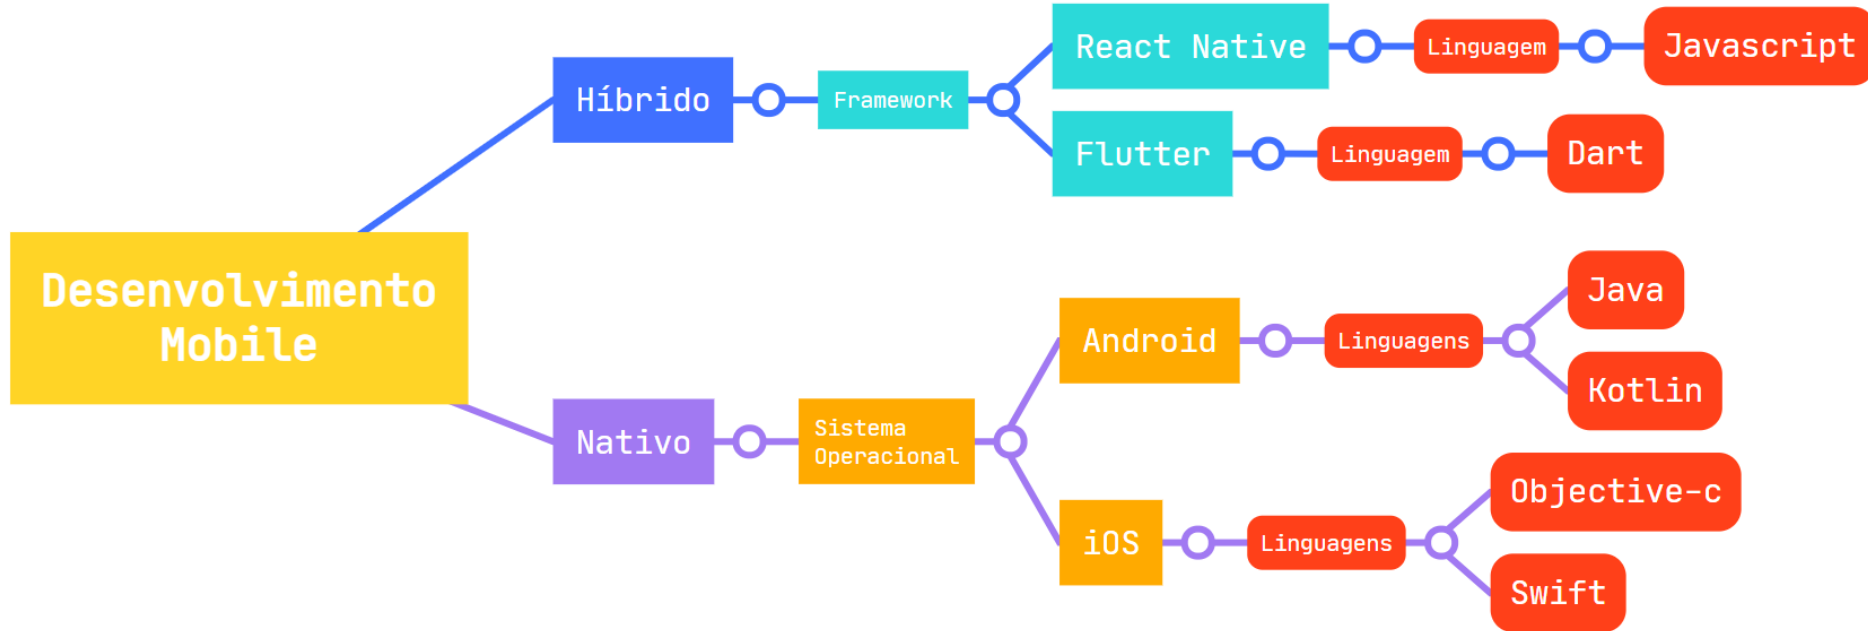 Desenvolvimento
Mobile
Híbrido
Framework
React Native
Linguagem
Javascript
Flutter
Linguagem
Dart
Nativo
Sistema
Operacional
Android
Linguagens
Java
Kotlin
iOS
Linguagens
Objective-c
Swift